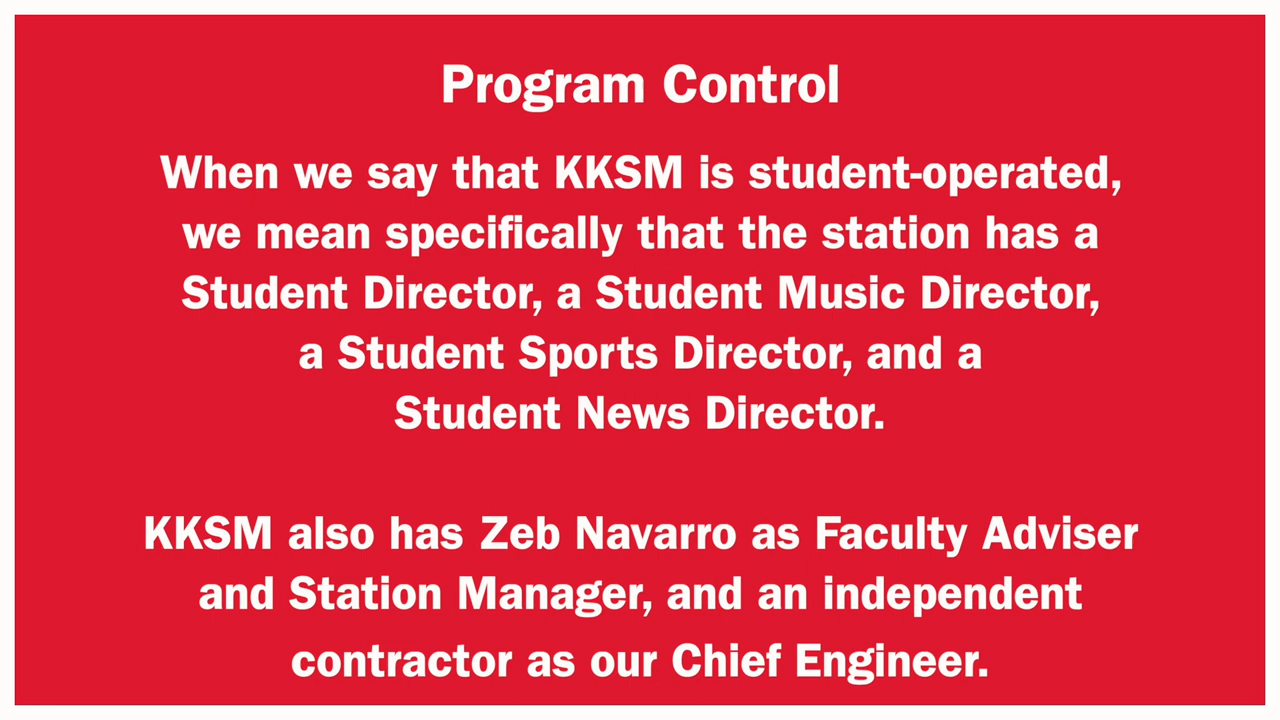 Program Control
When we say that KKSM is student-operated,
we mean specifically that the station has a
Student Director, a Student Music Director,
a Student Sports Director, and a
Student News Director.
KKSM also has Zeb Navarro as Faculty Adviser
and Station Manager, and an independent
contractor as our Chief Engineer.